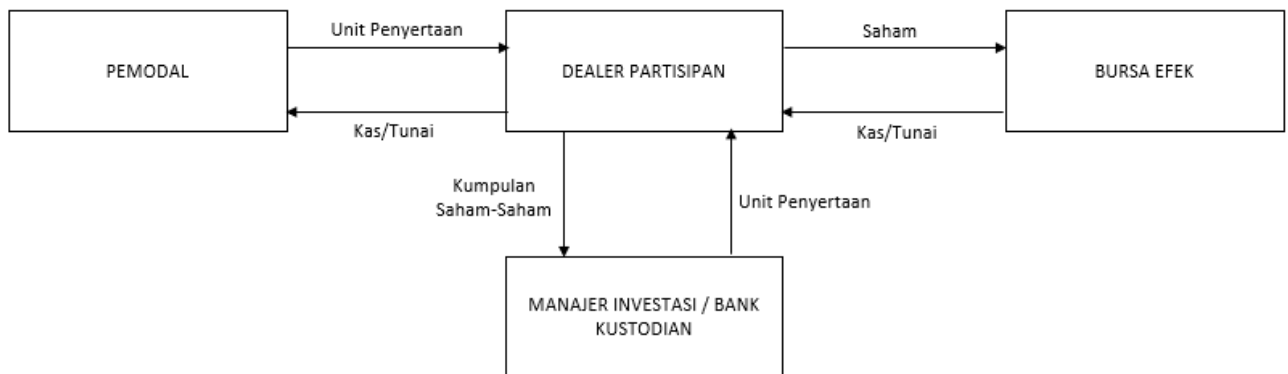 Unit Penyertaan
Saham
PEMODAL
DEALER PARTISIPAN
BURSA EFEK
Kas/Tunai
Kas/Tunai
Kumpulan
Saham-Saham
Unit Penyertaan
MANAJER INVESTASI / BANK
KUSTODIAN